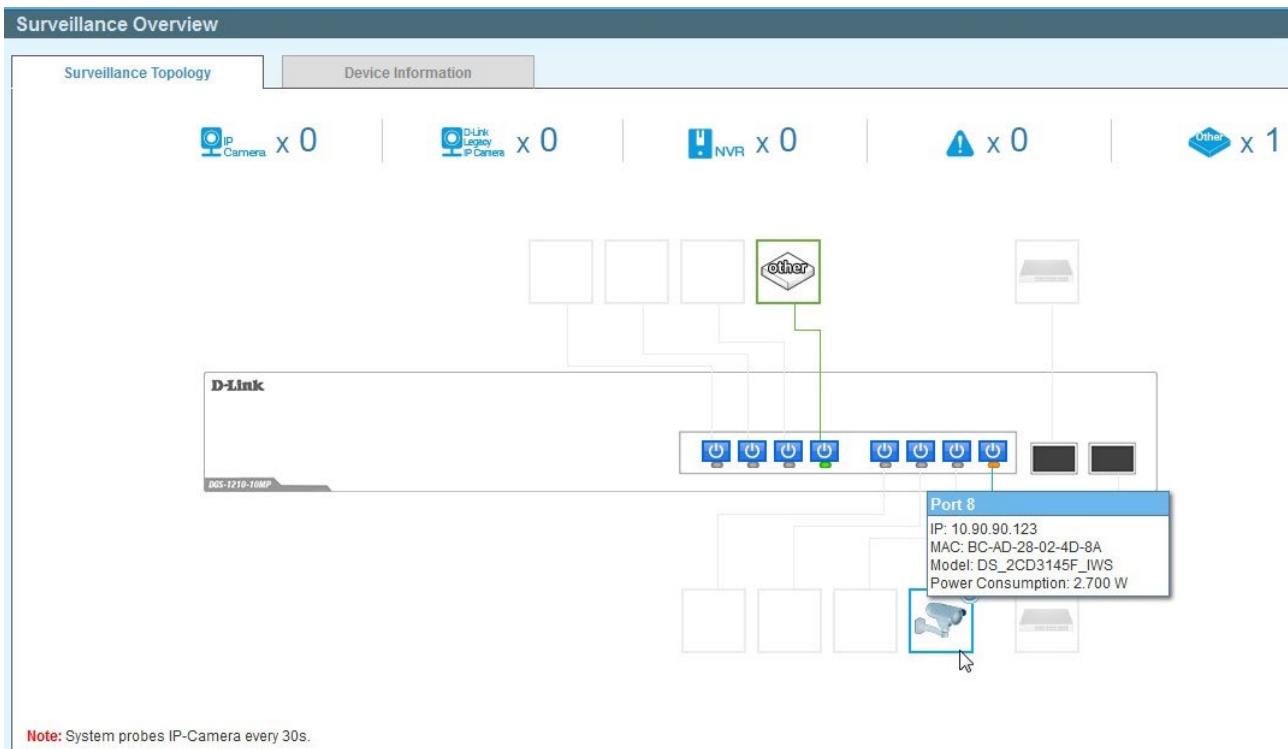 Surveillance Overview
Surveillance Topology
Device Information
IP
Camera x 0
D-Link
Legacy
IP Camera x 0
NVR x 0
x 0
Other x 1
other
D-Link
DGS-1210-10MP
Port 8
IP: 10.90.90.123
MAC: BC-AD-28-02-4D-8A
Model: DS_2CD3145F_IWS
Power Consumption: 2.700 W
Note: System probes IP-Camera every 30s.